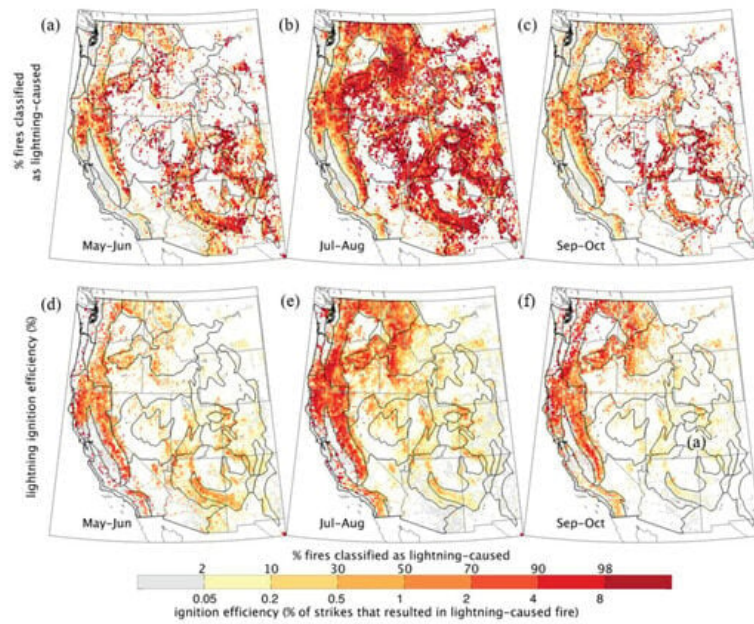 (a)
(b)
(c)
% fires classified
as lightning-caused
May-Jun
Jul-Aug
Sep-Oct
(d)
(e)
(f)
lightning ignition efficiency (%)
(a)
May-Jun
Jul-Aug
Sep-Oct
% fires classified as lightning-caused
2 10 30 50 70 90 98
0.05 0.2 0.5 1 2 4 8
ignition efficiency (% of strikes that resulted in lightning-caused fire)